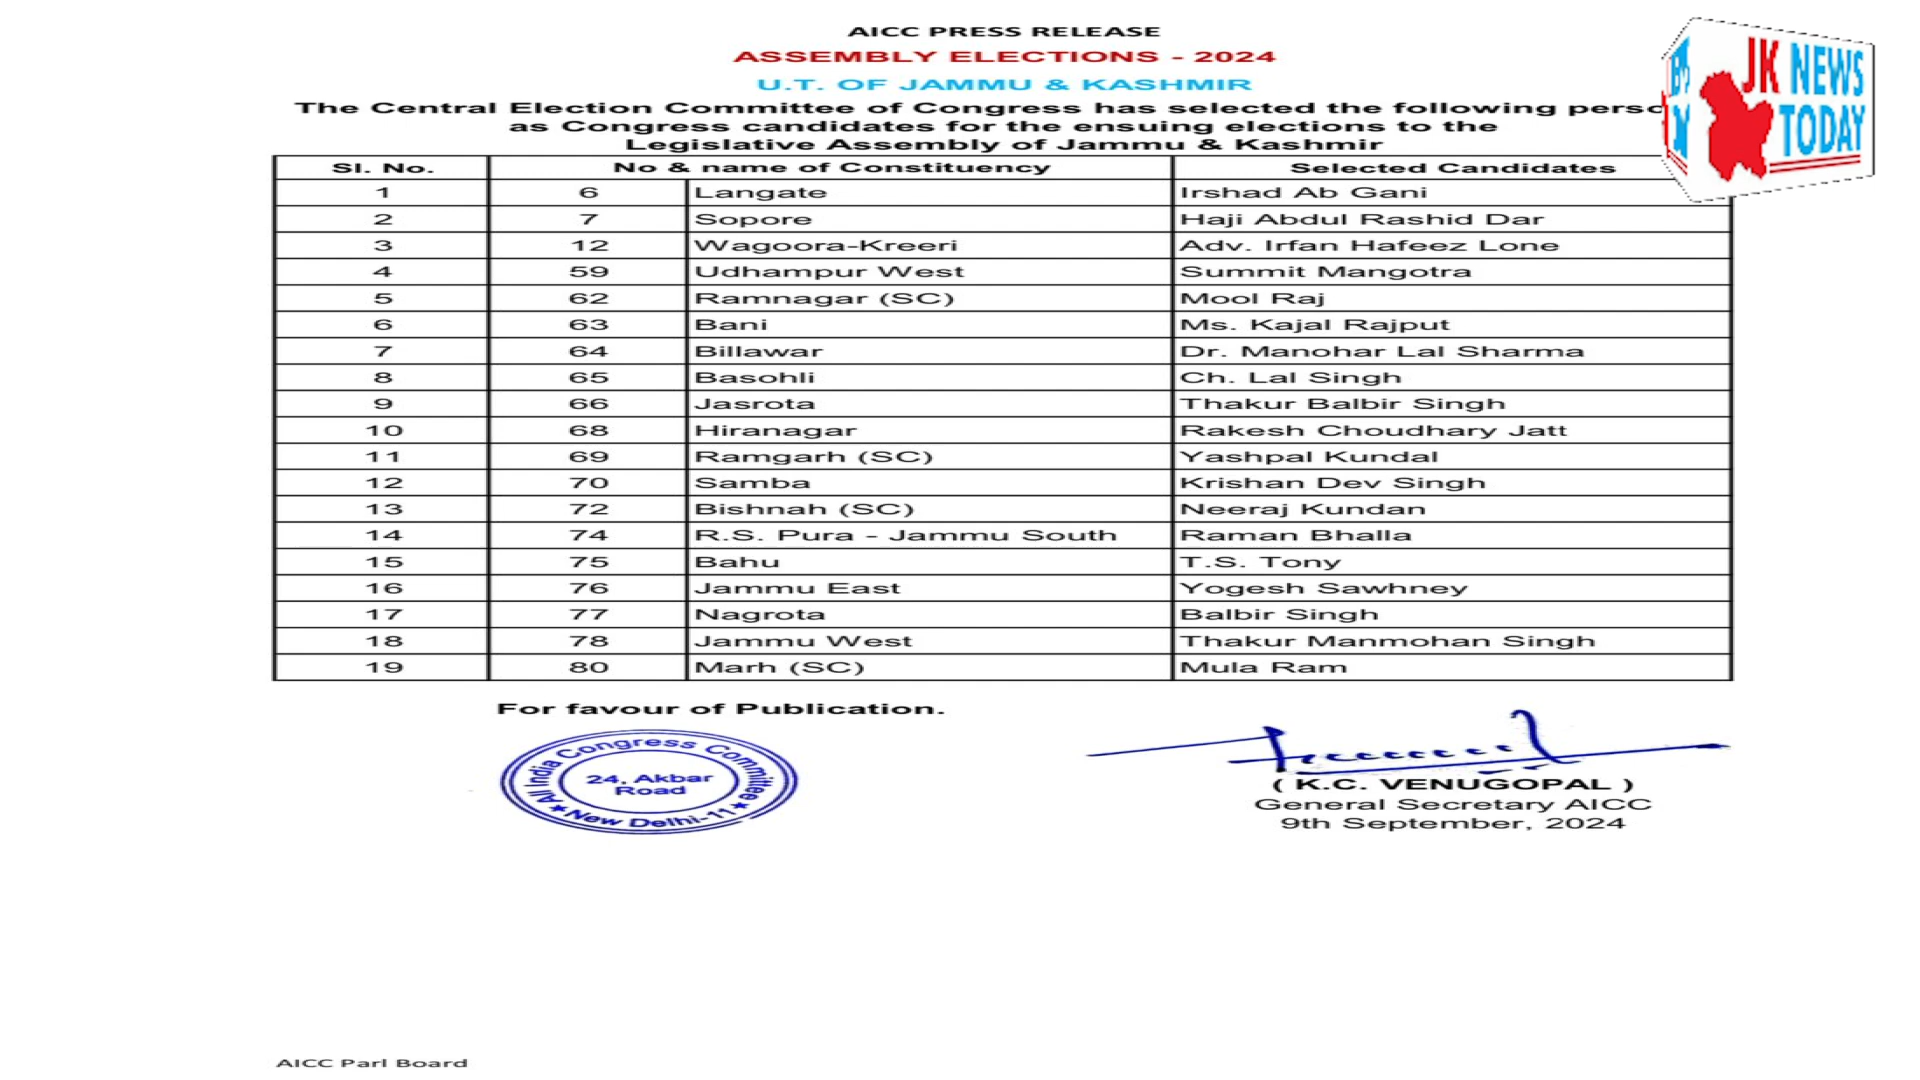 AICC PRESS RELEASE
ASSEMBLY ELECTIONS - 2024
U.T. OF JAMMU & KASHMIR
The Central Election Committee of Congress has selected the following perso
as Congress candidates for the ensuing elections to the
Legislative Assembly of Jammu & Kashmir
JK NEWS
TODAY
Sl. No. No & name of Constituency Selected Candidates
1 6 Langate Irshad Ab Gani
2 7 Sopore Haji Abdul Rashid Dar
3 12 Wagoora-Kreeri Adv. Irfan Hafeez Lone
4 59 Udhampur West Summit Mangotra
5 62 Ramnagar (SC) Mool Raj
6 63 Bani Ms. Kajal Rajput
7 64 Billawar Dr. Manohar Lal Sharma
8 65 Basohli Ch. Lal Singh
9 66 Jasrota Thakur Balbir Singh
10 68 Hiranagar Rakesh Choudhary Jatt
11 69 Ramgarh (SC) Yashpal Kundal
12 70 Samba Krishan Dev Singh
13 72 Bishnah (SC) Neeraj Kundan
14 74 R.S. Pura - Jammu South Raman Bhalla
15 75 Bahu T.S. Tony
16 76 Jammu East Yogesh Sawhney
17 77 Nagrota Balbir Singh
18 78 Jammu West Thakur Manmohan Singh
19 80 Marh (SC) Mula Ram
For favour of Publication.
All India Congress Committee
24, Akbar
Road
★ New Delhi-11 ★
( K.C. VENUGOPAL )
General Secretary AICC
9th September, 2024
AICC Parl Board